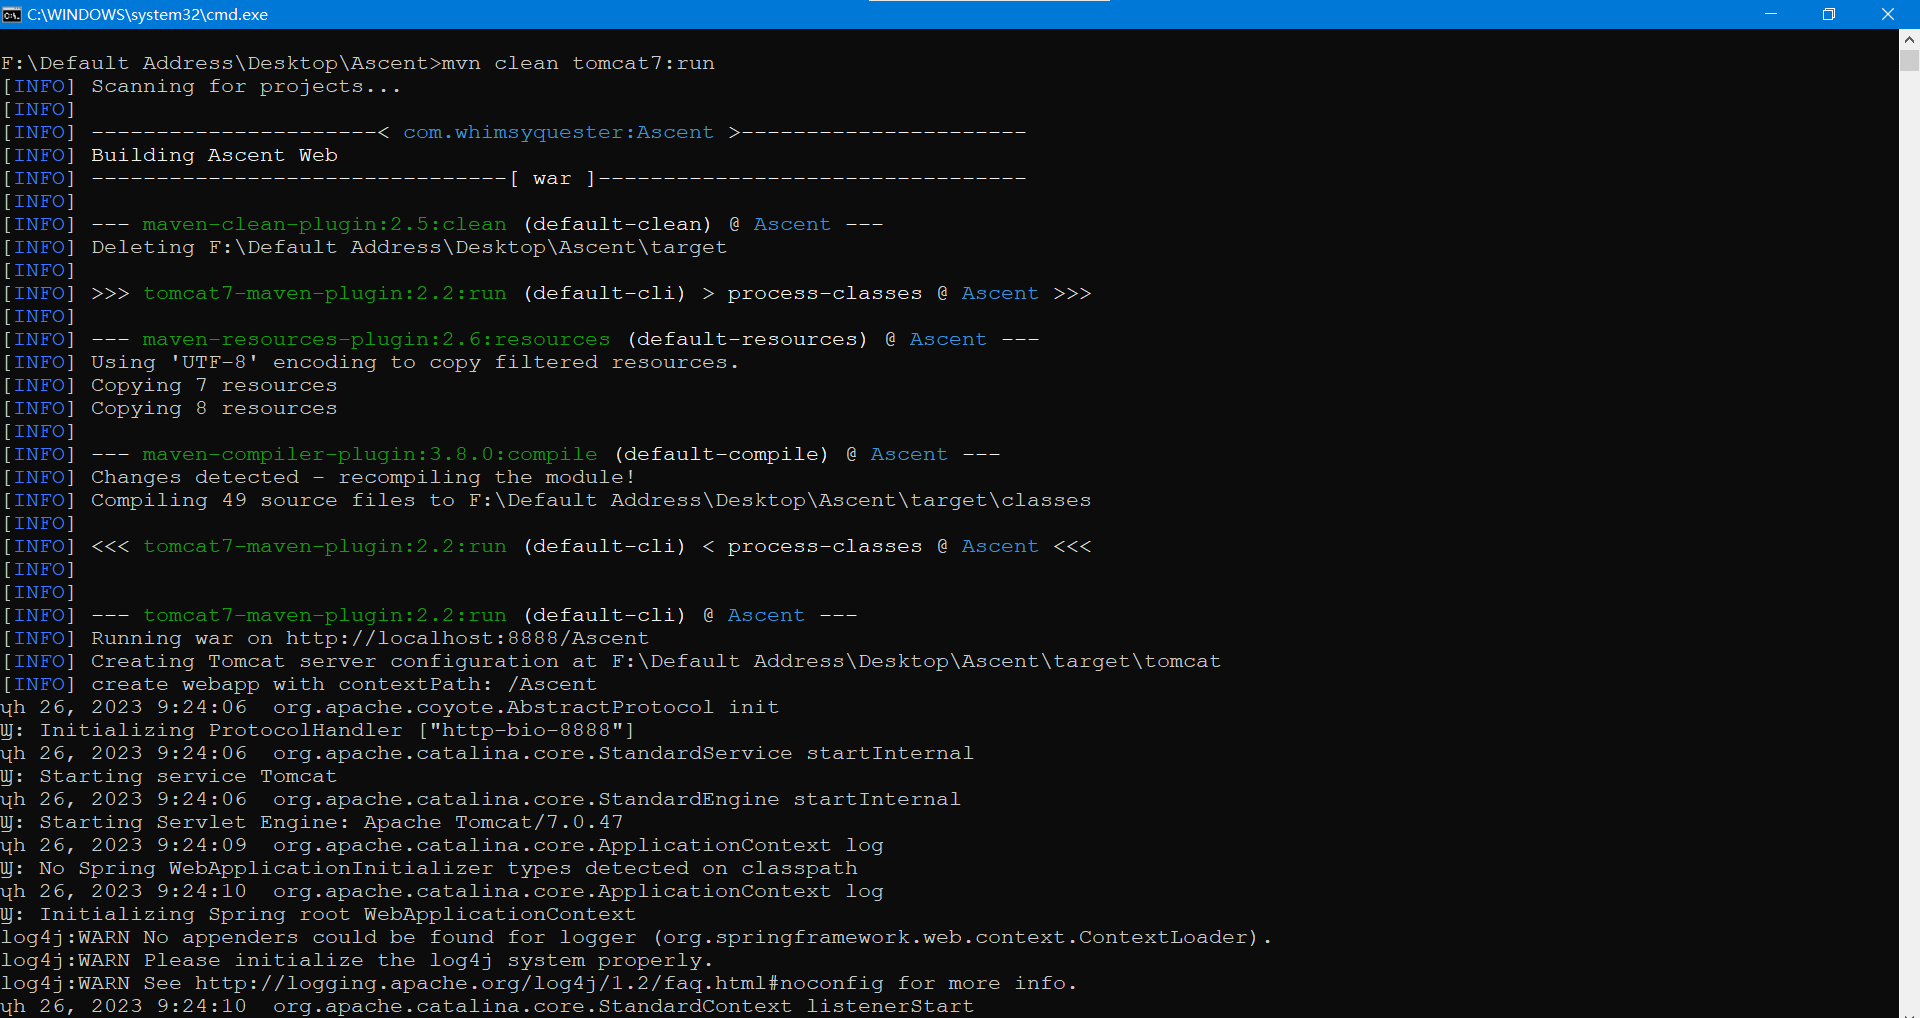 C:\WINDOWS\system32\cmd.exe
F:\Default Address\Desktop\Ascent>mvn clean tomcat7:run
[INFO] Scanning for projects...
[INFO]
[INFO] ----------------------< com.whimsyquester:Ascent >----------------------
[INFO] Building Ascent Web
[INFO] --------------------------------[ war ]---------------------------------
[INFO]
[INFO] --- maven-clean-plugin:2.5:clean (default-clean) @ Ascent ---
[INFO] Deleting F:\Default Address\Desktop\Ascent\target
[INFO]
[INFO] >>> tomcat7-maven-plugin:2.2:run (default-cli) > process-classes @ Ascent >>>
[INFO]
[INFO] --- maven-resources-plugin:2.6:resources (default-resources) @ Ascent ---
[INFO] Using 'UTF-8' encoding to copy filtered resources.
[INFO] Copying 7 resources
[INFO] Copying 8 resources
[INFO]
[INFO] --- maven-compiler-plugin:3.8.0:compile (default-compile) @ Ascent ---
[INFO] Changes detected - recompiling the module!
[INFO] Compiling 49 source files to F:\Default Address\Desktop\Ascent\target\classes
[INFO]
[INFO] <<< tomcat7-maven-plugin:2.2:run (default-cli) < process-classes @ Ascent <<<
[INFO]
[INFO]
[INFO] --- tomcat7-maven-plugin:2.2:run (default-cli) @ Ascent ---
[INFO] Running war on http://localhost:8888/Ascent
[INFO] Creating Tomcat server configuration at F:\Default Address\Desktop\Ascent\target\tomcat
[INFO] create webapp with contextPath: /Ascent
26, 2023 9:24:06 org.apache.coyote.AbstractProtocol init
: Initializing ProtocolHandler ["http-bio-8888"]
26, 2023 9:24:06 org.apache.catalina.core.StandardService startInternal
: Starting service Tomcat
26, 2023 9:24:06 org.apache.catalina.core.StandardEngine startInternal
: Starting Servlet Engine: Apache Tomcat/7.0.47
26, 2023 9:24:09 org.apache.catalina.core.ApplicationContext log
: No Spring WebApplicationInitializer types detected on classpath
26, 2023 9:24:10 org.apache.catalina.core.ApplicationContext log
: Initializing Spring root WebApplicationContext
log4j:WARN No appenders could be found for logger (org.springframework.web.context.ContextLoader).
log4j:WARN Please initialize the log4j system properly.
log4j:WARN See http://logging.apache.org/log4j/1.2/faq.html#noconfig for more info.
26, 2023 9:24:10 org.apache.catalina.core.StandardContext listenerStart